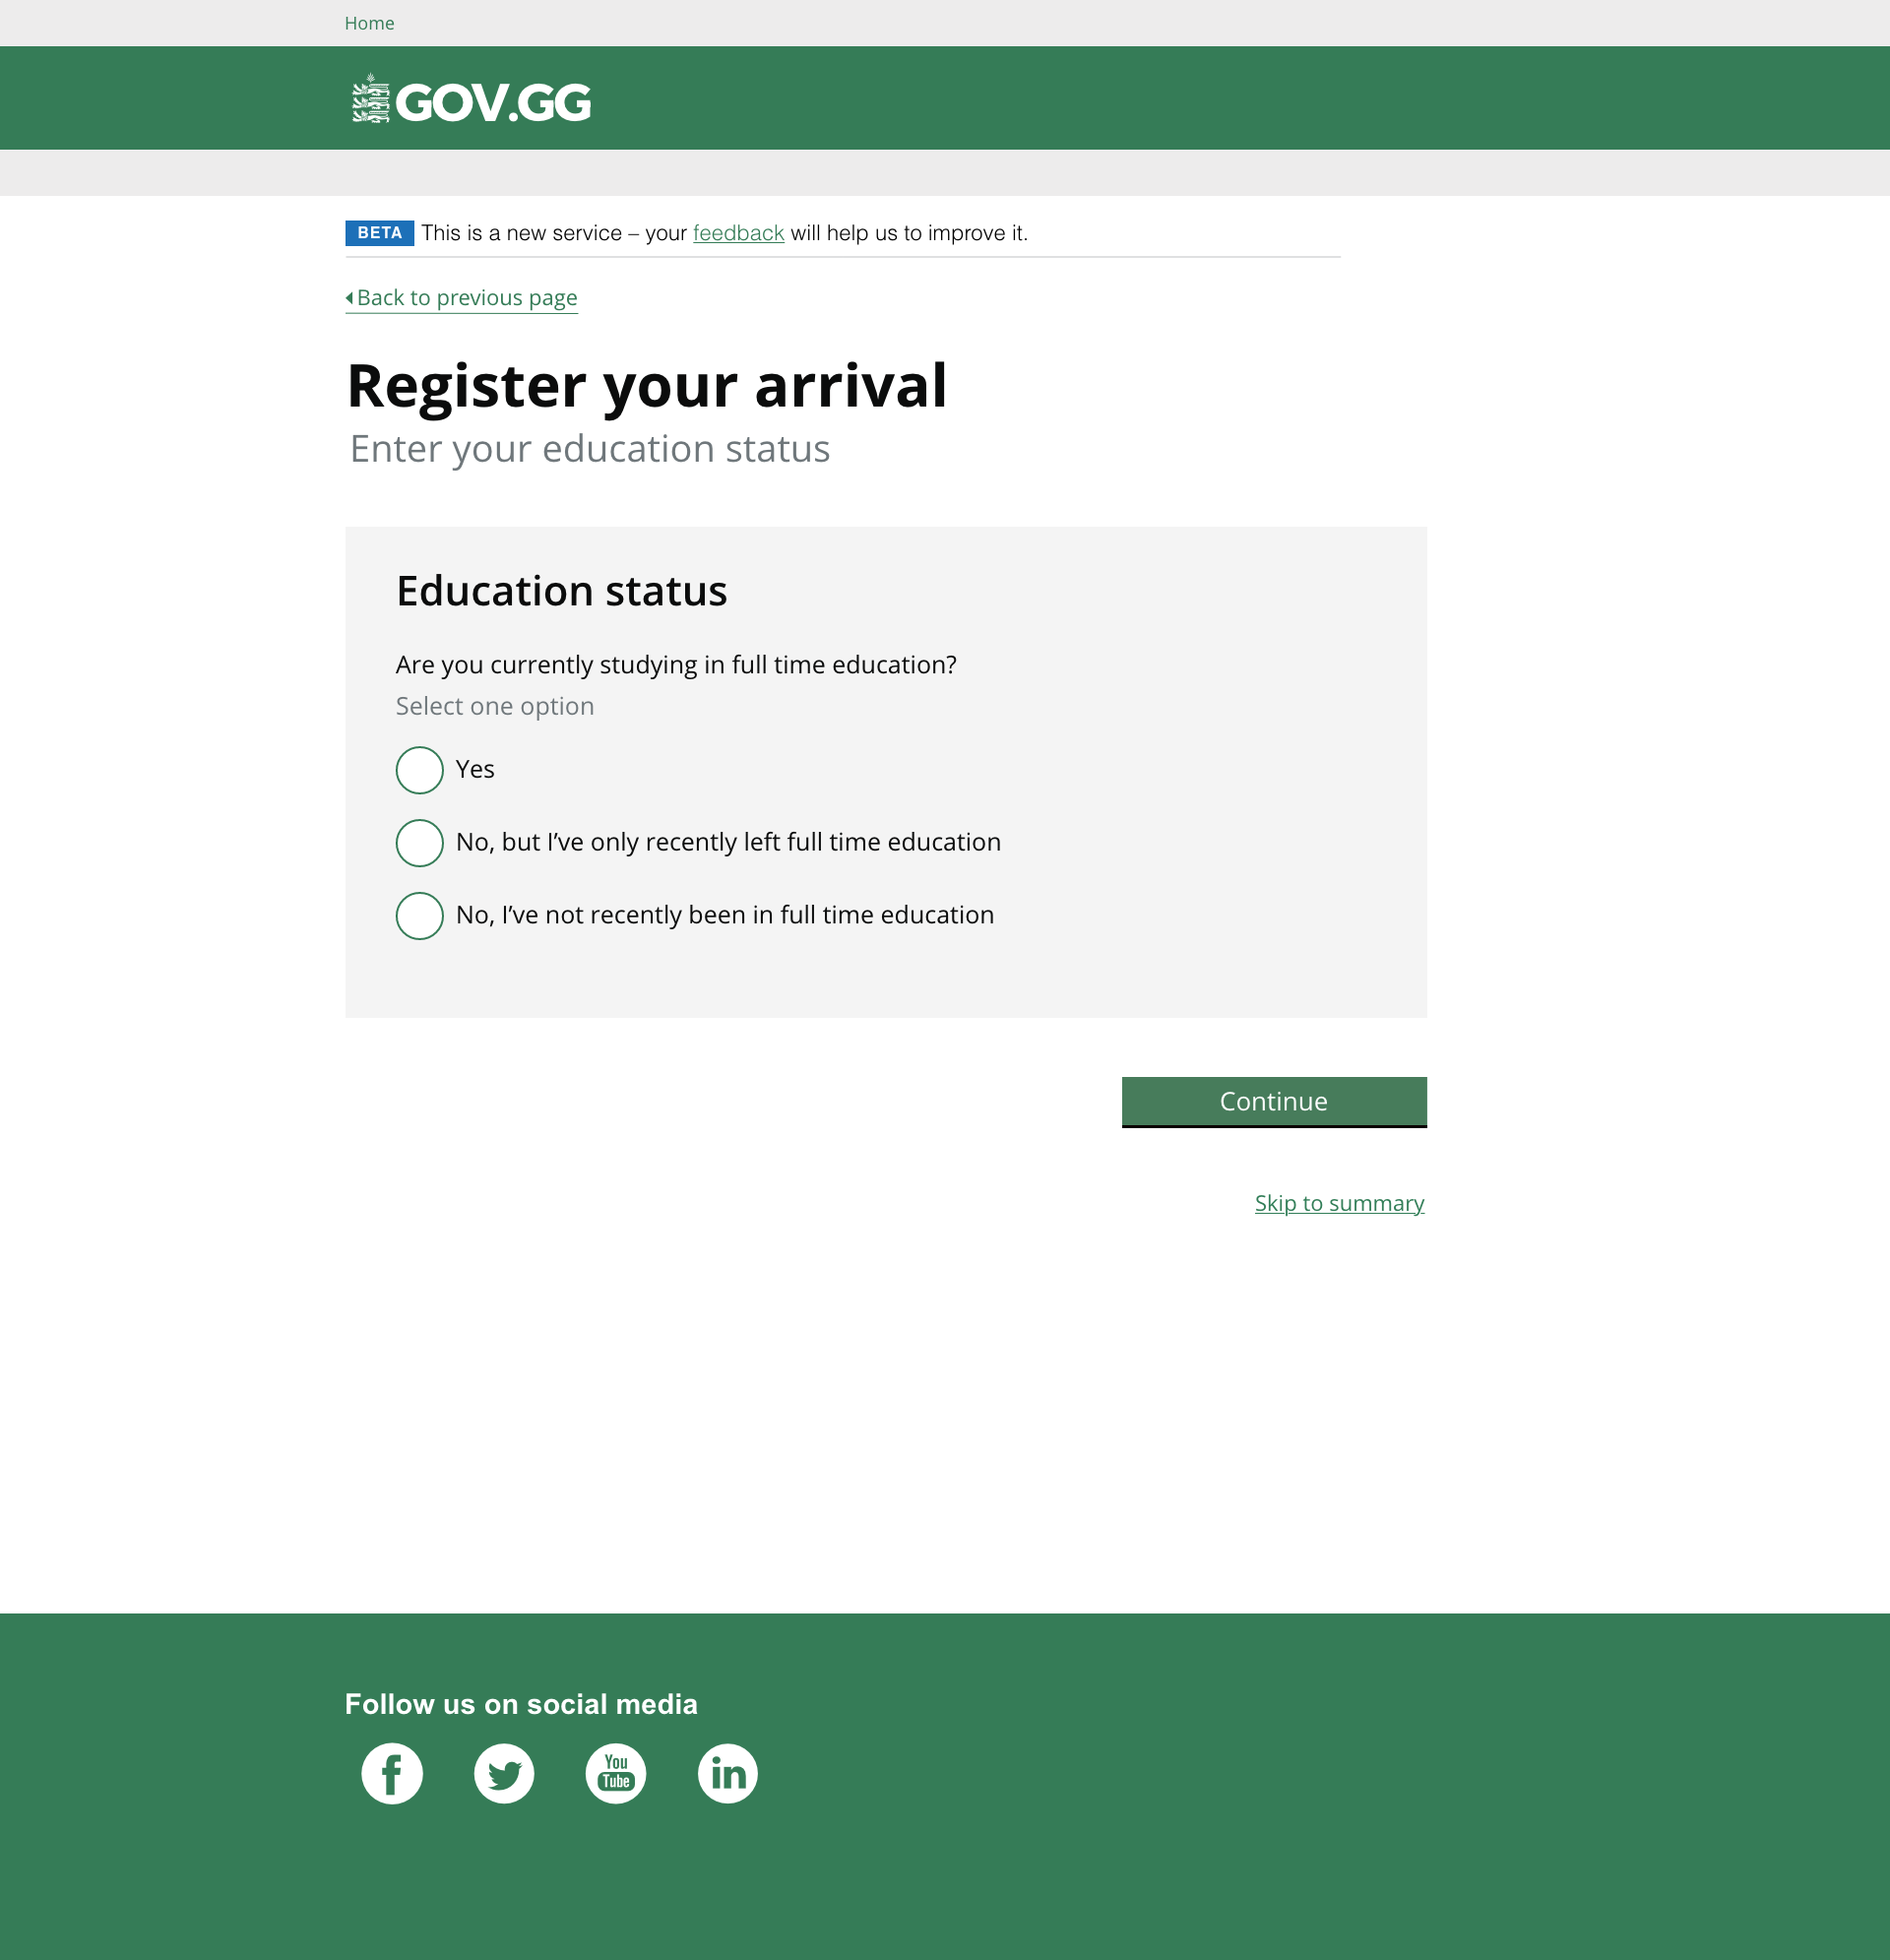 Home
GOV.GG
BETA This is a new service – your feedback will help us to improve it.
Back to previous page
Register your arrival
Enter your education status
Education status
Are you currently studying in full time education?
Select one option
Yes
No, but I’ve only recently left full time education
No, I’ve not recently been in full time education
Continue
Skip to summary
Follow us on social media
f
You
Tube
in